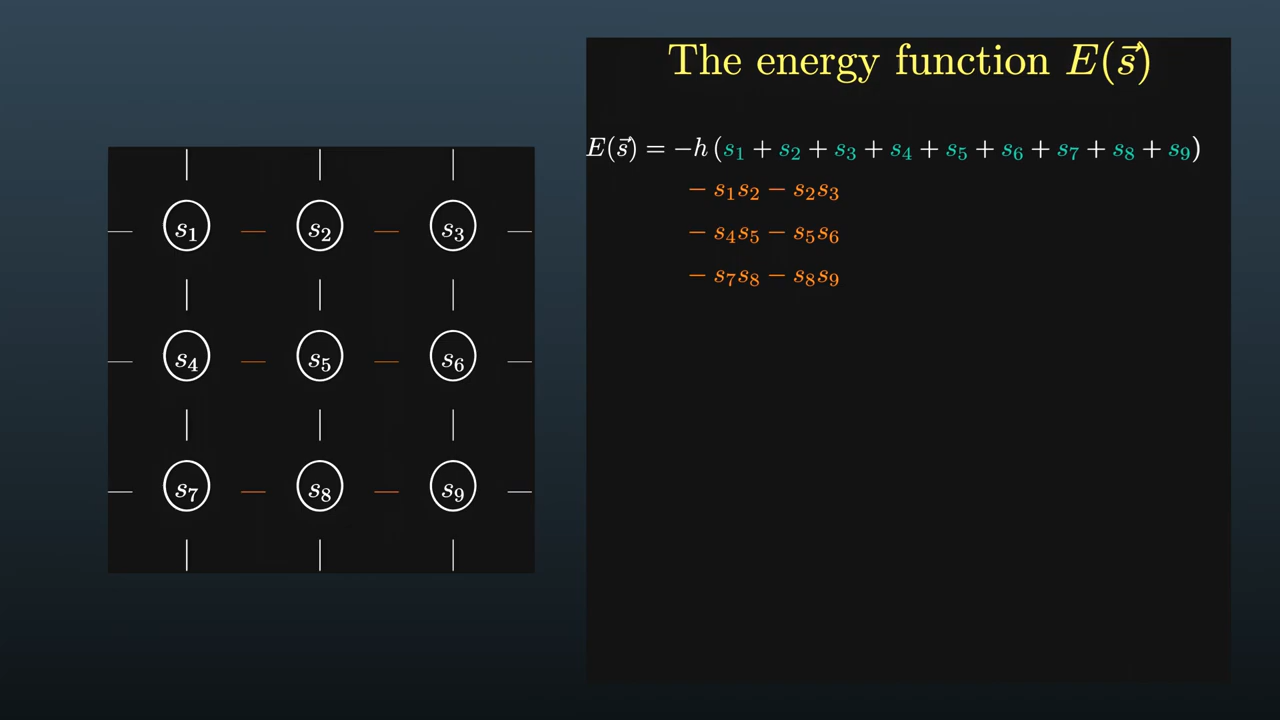 The energy function E(s⃗)
E(s⃗) = −h (s₁ + s₂ + s₃ + s₄ + s₅ + s₆ + s₇ + s₈ + s₉)
− s₁s₂ − s₂s₃
− s₄s₅ − s₅s₆
− s₇s₈ − s₈s₉
s₁ s₂ s₃
s₄ s₅ s₆
s₇ s₈ s₉